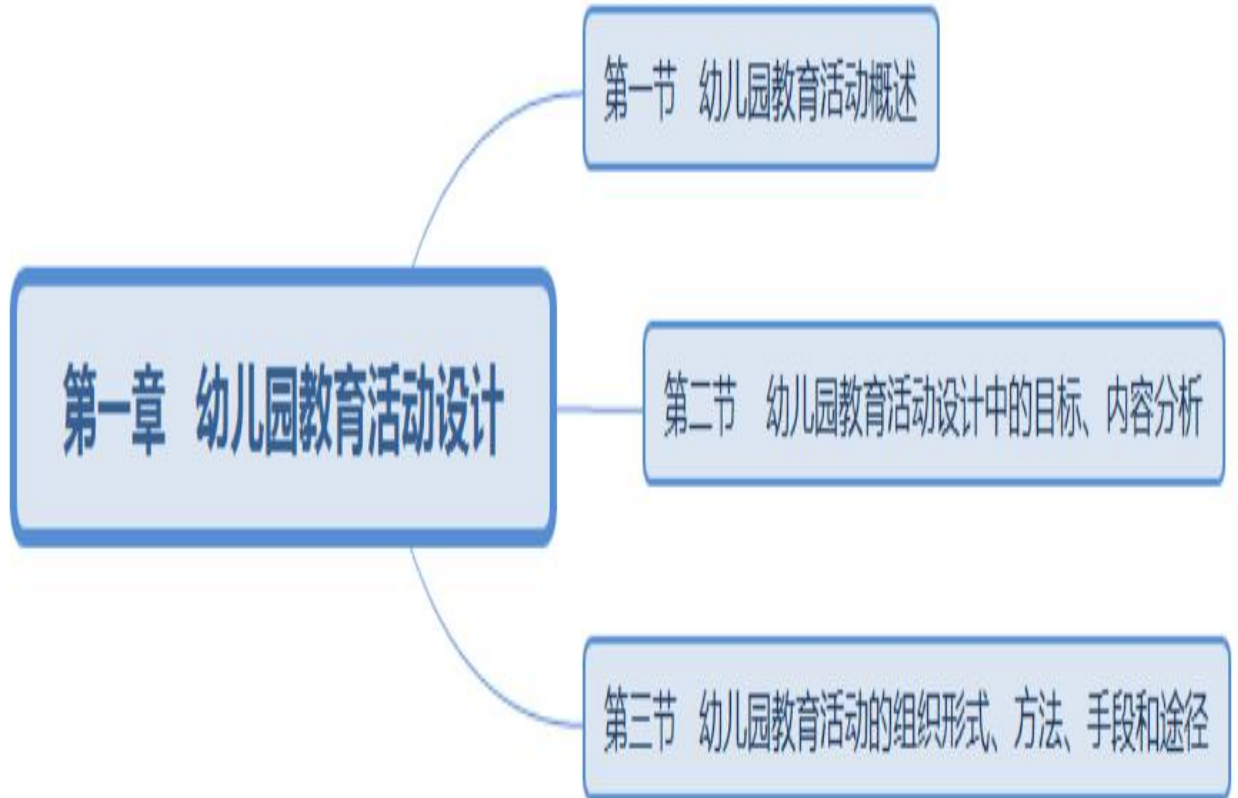 第一节 幼儿园教育活动概述
第一章 幼儿园教育活动设计
第二节 幼儿园教育活动设计中的目标、内容分析
第三节 幼儿园教育活动的组织形式、方法、手段和途径